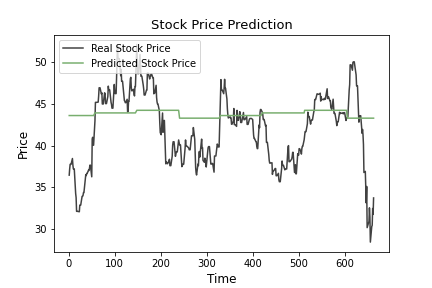 Stock Price Prediction
Real Stock Price
Predicted Stock Price
Price
50
45
40
35
30
0 100 200 300 400 500 600
Time